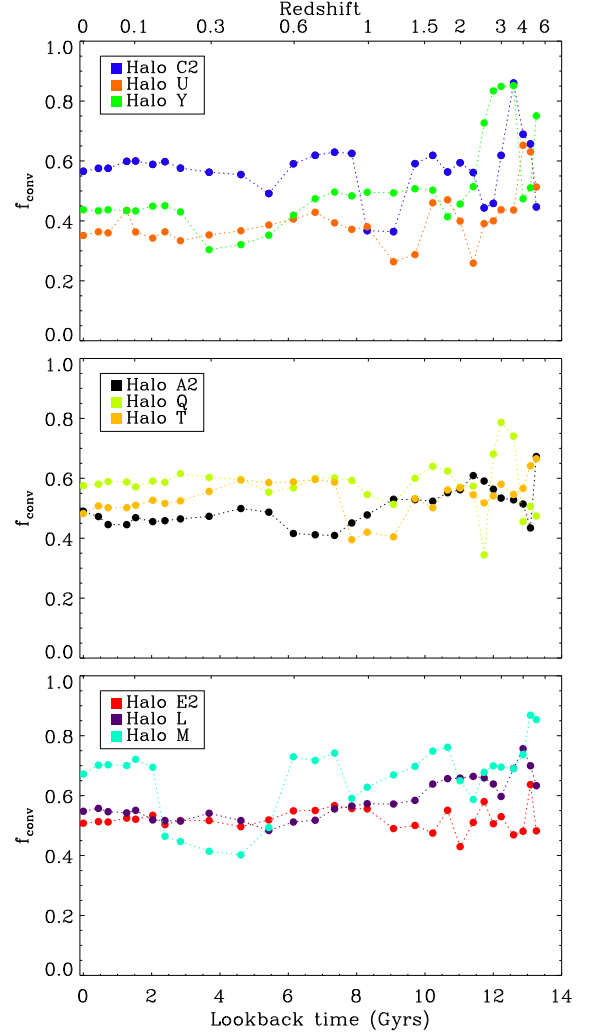 Redshift
0 0.1 0.3 0.6 1 1.5 2 3 4 6
1.0
Halo C2
Halo U
Halo Y
0.8
0.6
f_conv
0.4
0.2
0.0
1.0
Halo A2
Halo Q
Halo T
0.8
0.6
f_conv
0.4
0.2
0.0
1.0
Halo E2
Halo L
Halo M
0.8
0.6
f_conv
0.4
0.2
0.0
0 2 4 6 8 10 12 14
Lookback time (Gyrs)